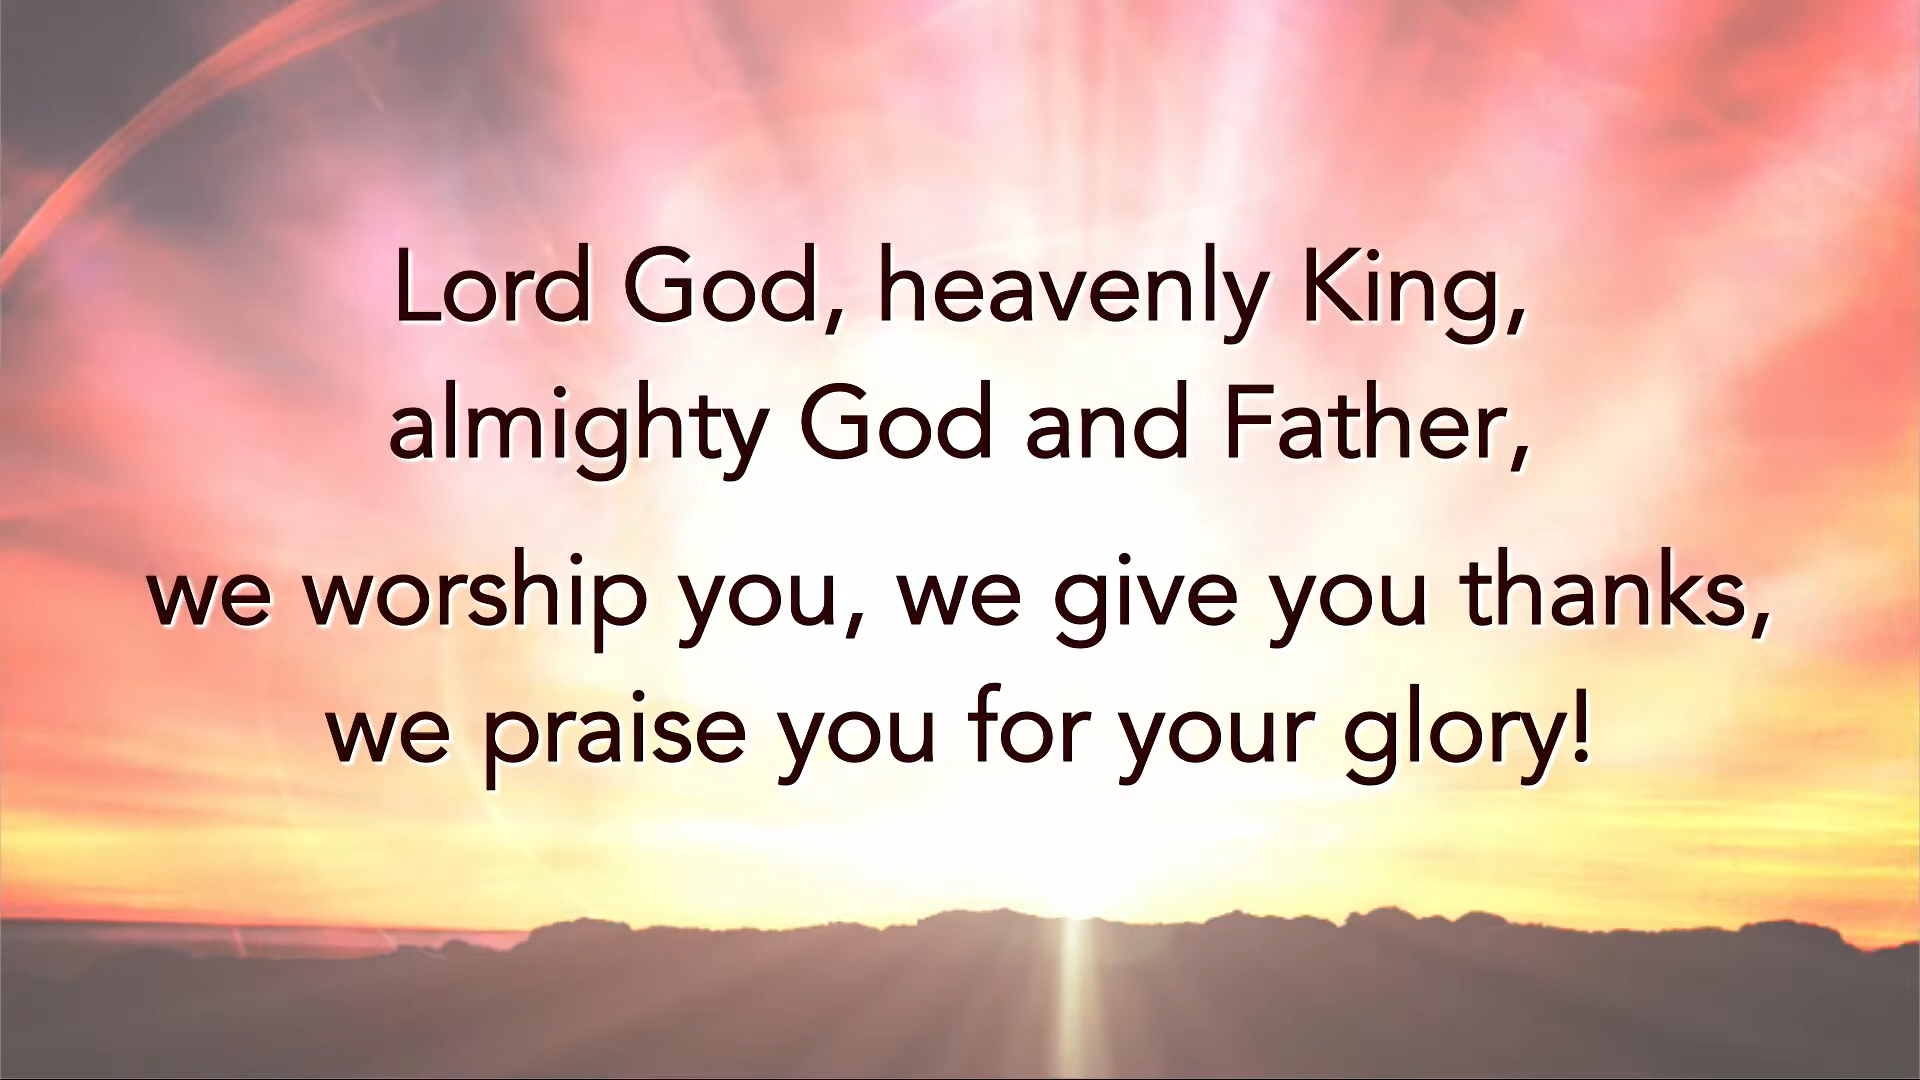 Lord God, heavenly King,
almighty God and Father,
we worship you, we give you thanks,
we praise you for your glory!